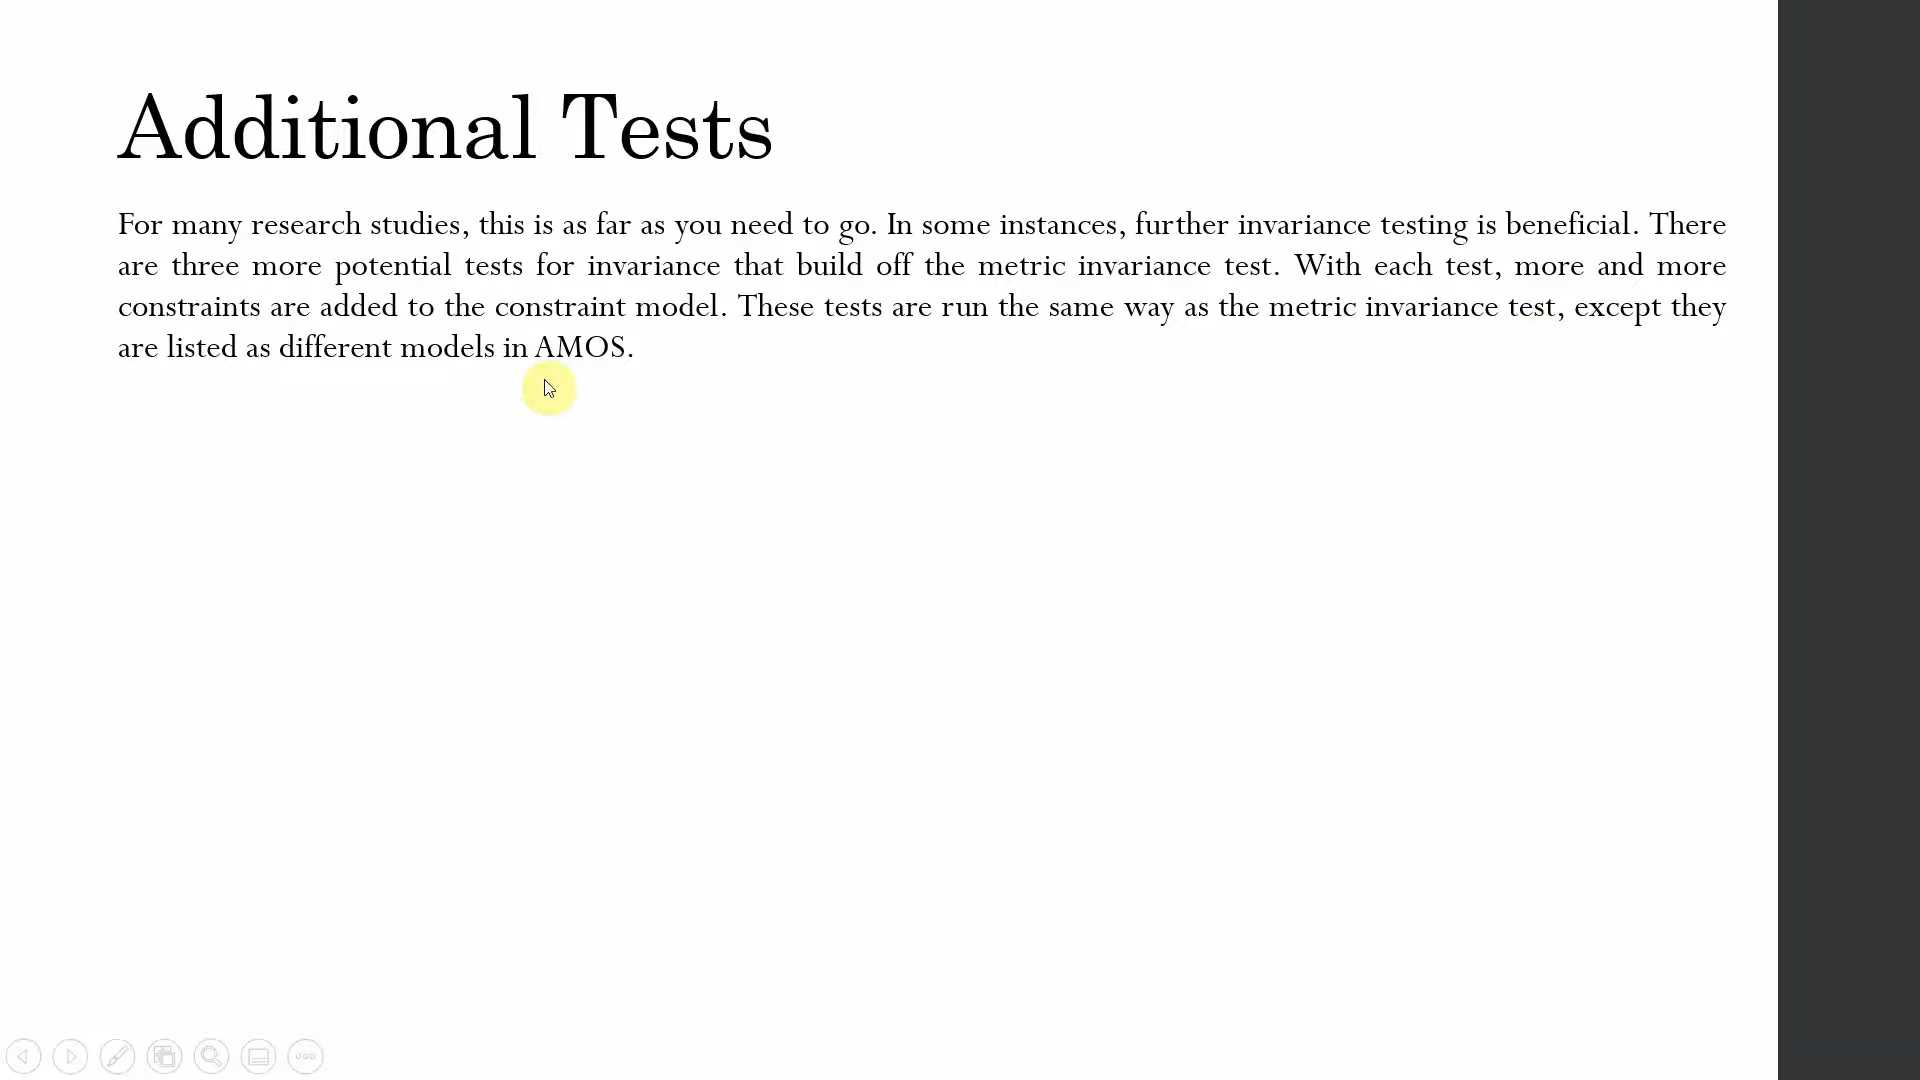 Additional Tests
For many research studies, this is as far as you need to go. In some instances, further invariance testing is beneficial. There
are three more potential tests for invariance that build off the metric invariance test. With each test, more and more
constraints are added to the constraint model. These tests are run the same way as the metric invariance test, except they
are listed as different models in AMOS.